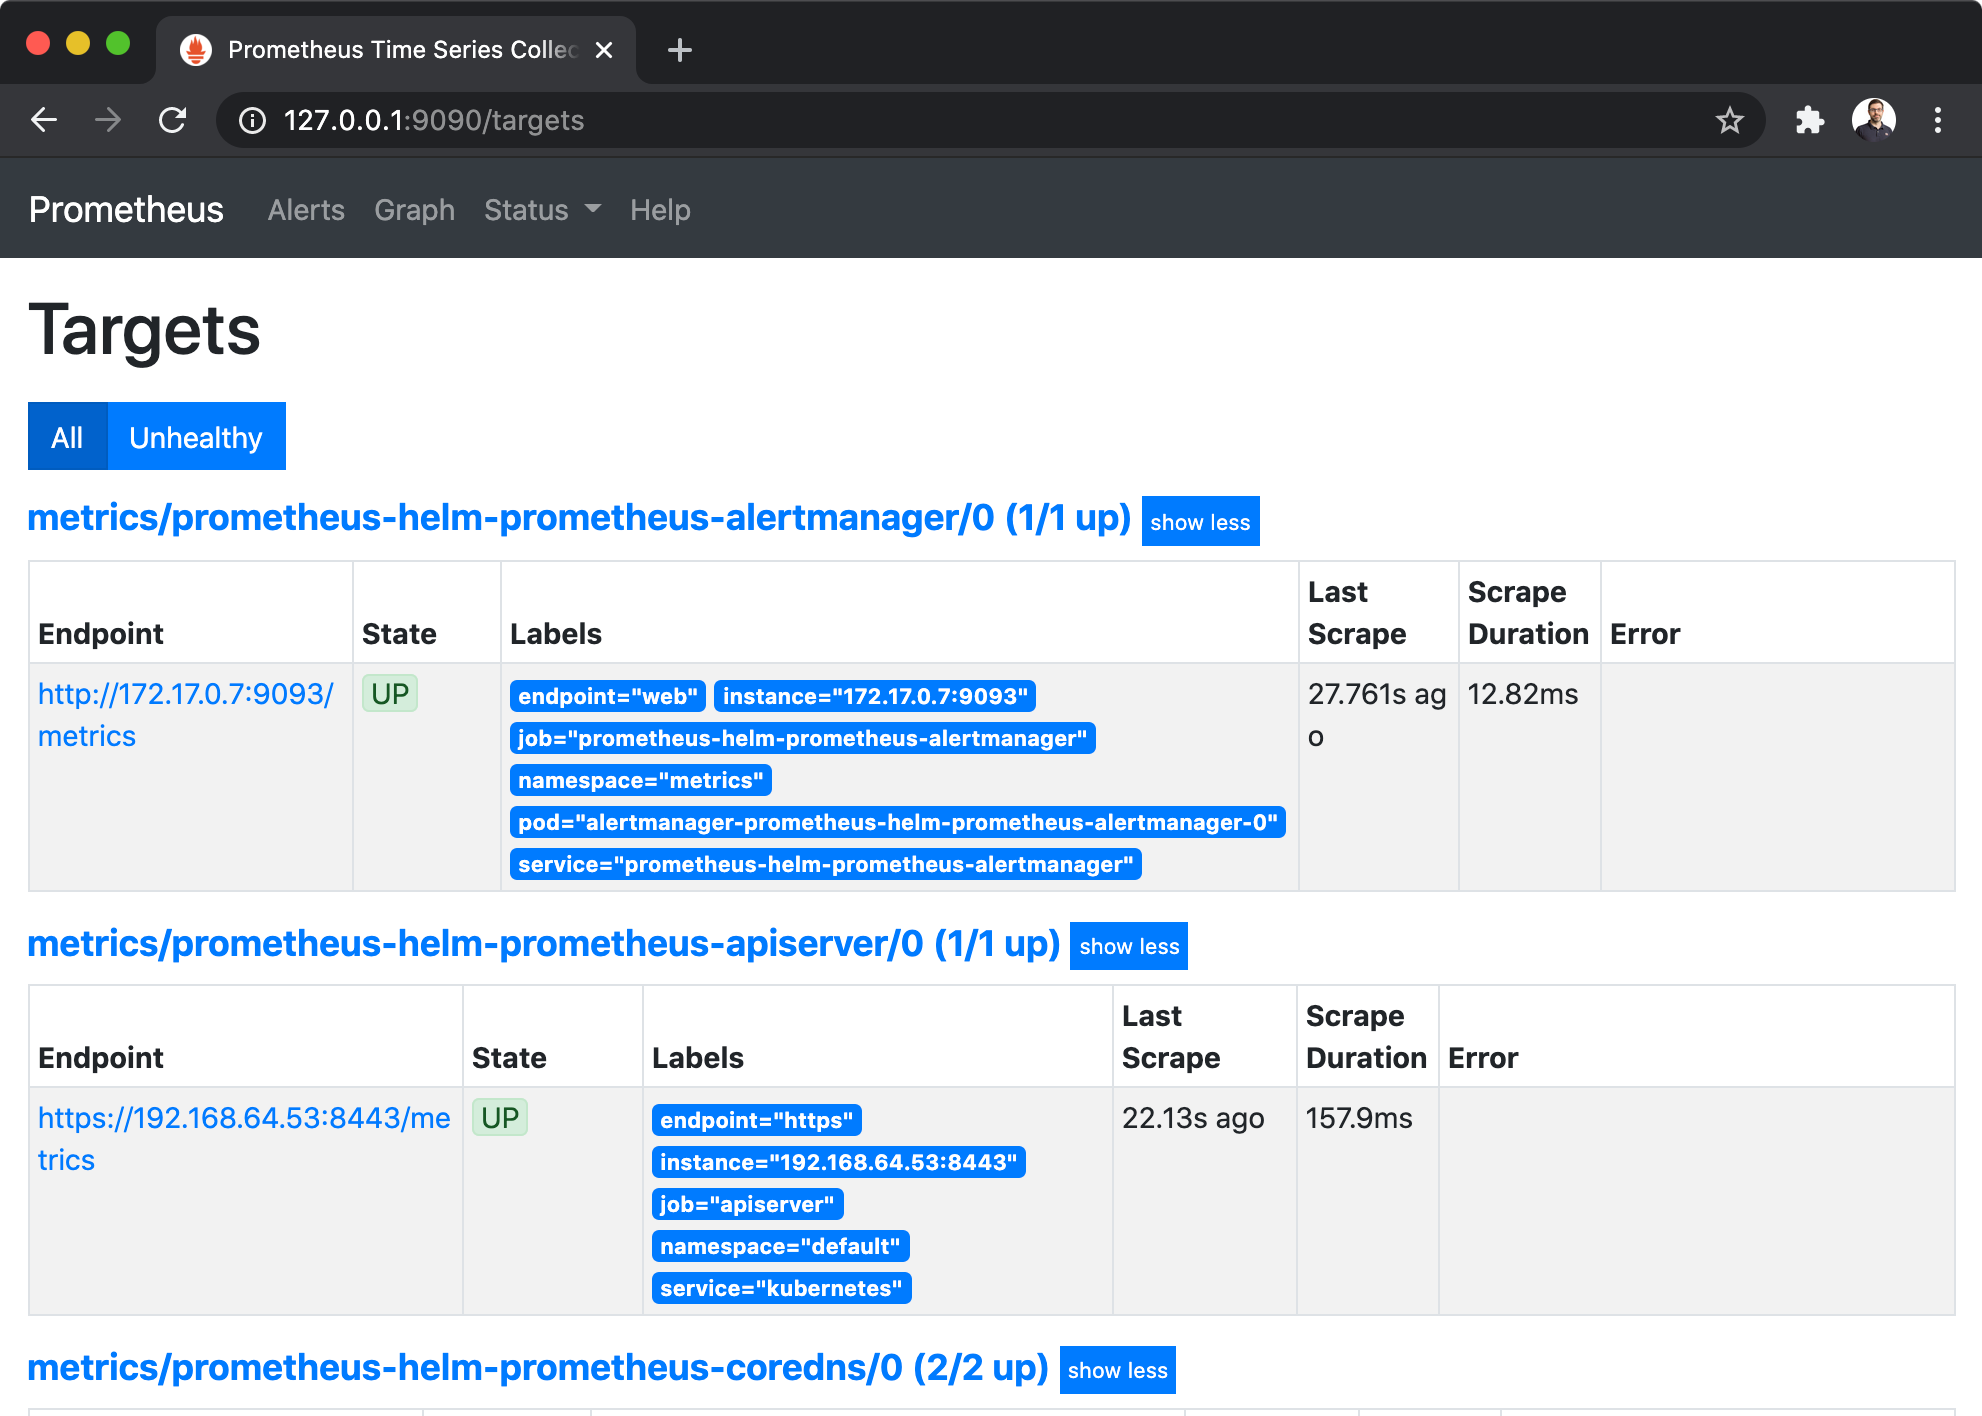 Prometheus Time Series Collec
127.0.0.1:9090/targets
Prometheus Alerts Graph Status Help
Targets
All Unhealthy
metrics/prometheus-helm-prometheus-alertmanager/0 (1/1 up) show less
Endpoint State Labels Last Scrape Scrape Duration Error
http://172.17.0.7:9093/
metrics
UP
endpoint="web" instance="172.17.0.7:9093"
job="prometheus-helm-prometheus-alertmanager"
namespace="metrics"
pod="alertmanager-prometheus-helm-prometheus-alertmanager-0"
service="prometheus-helm-prometheus-alertmanager"
27.761s ag
o
12.82ms
metrics/prometheus-helm-prometheus-apiserver/0 (1/1 up) show less
Endpoint State Labels Last Scrape Scrape Duration Error
https://192.168.64.53:8443/me
trics
UP
endpoint="https"
instance="192.168.64.53:8443"
job="apiserver"
namespace="default"
service="kubernetes"
22.13s ago
157.9ms
metrics/prometheus-helm-prometheus-coredns/0 (2/2 up) show less